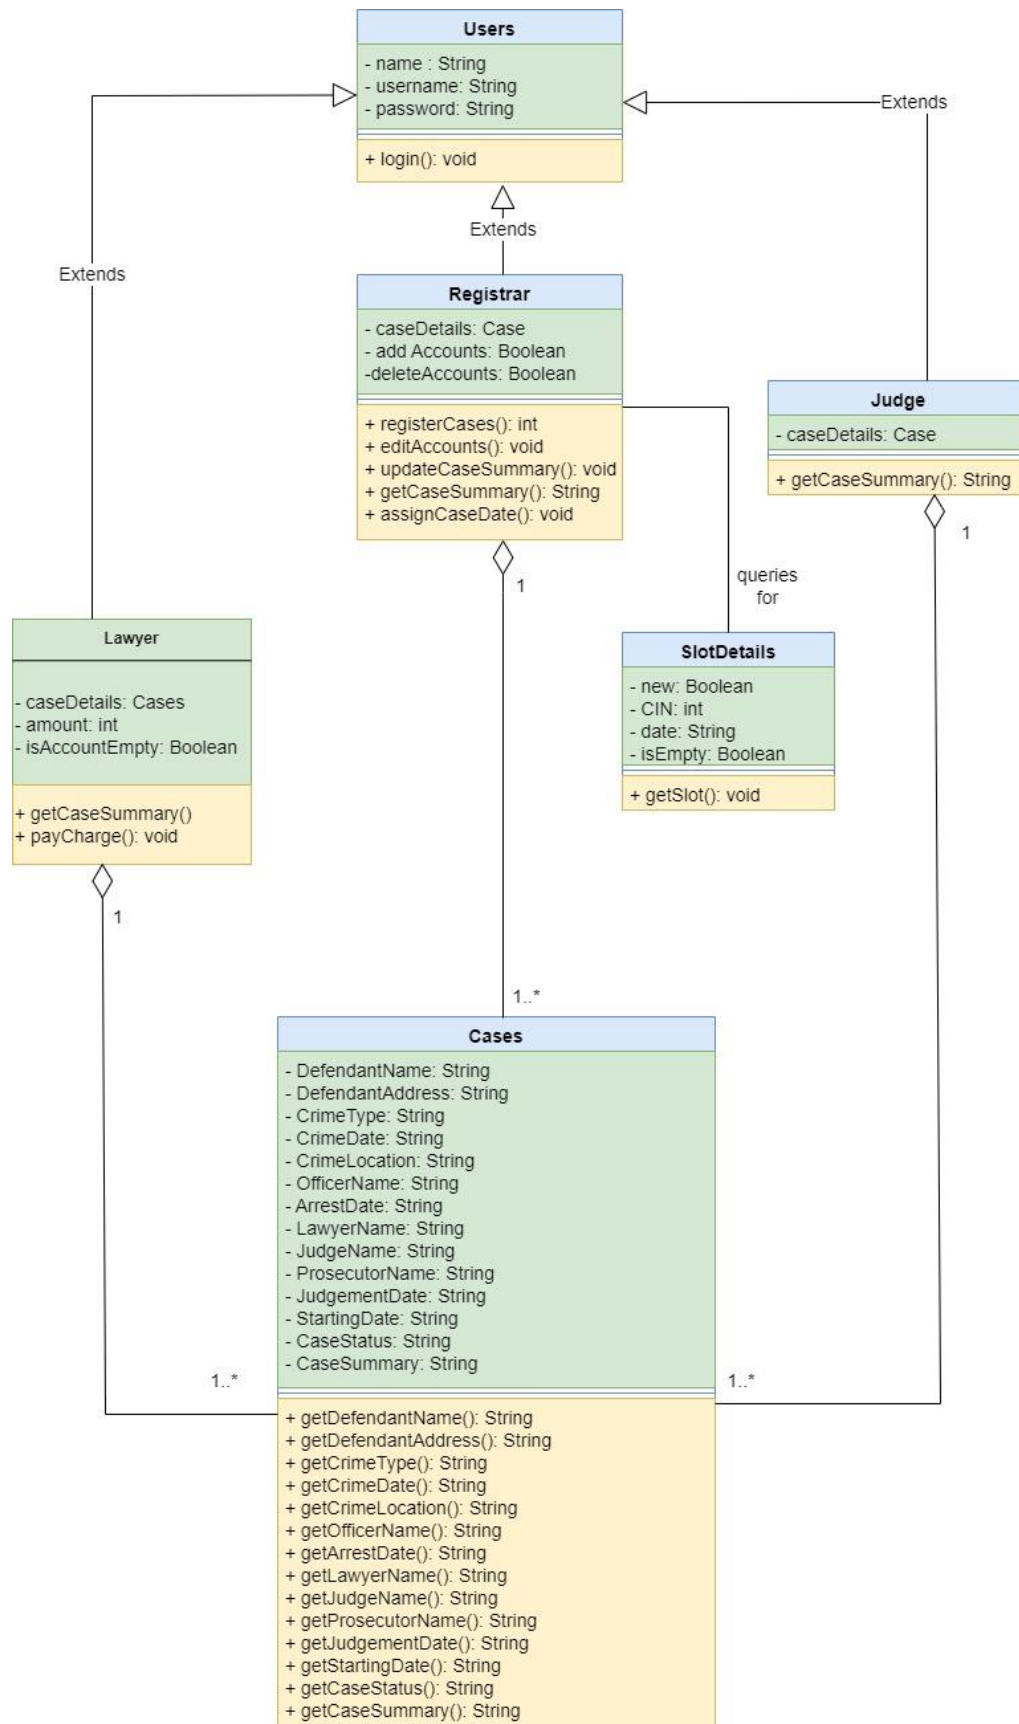 Users
- name : String
- username: String
- password: String
+ login(): void
Extends
Extends
Extends
Registrar
- caseDetails: Case
- add Accounts: Boolean
-deleteAccounts: Boolean
+ registerCases(): int
+ editAccounts(): void
+ updateCaseSummary(): void
+ getCaseSummary(): String
+ assignCaseDate(): void
1
Judge
- caseDetails: Case
+ getCaseSummary(): String
1
queries
for
Lawyer
- caseDetails: Cases
- amount: int
- isAccountEmpty: Boolean
+ getCaseSummary()
+ payCharge(): void
1
SlotDetails
- new: Boolean
- CIN: int
- date: String
- isEmpty: Boolean
+ getSlot(): void
1..*
Cases
- DefendantName: String
- DefendantAddress: String
- CrimeType: String
- CrimeDate: String
- CrimeLocation: String
- OfficerName: String
- ArrestDate: String
- LawyerName: String
- JudgeName: String
- ProsecutorName: String
- JudgementDate: String
- StartingDate: String
- CaseStatus: String
- CaseSummary: String
1..*
1..*
+ getDefendantName(): String
+ getDefendantAddress(): String
+ getCrimeType(): String
+ getCrimeDate(): String
+ getCrimeLocation(): String
+ getOfficerName(): String
+ getArrestDate(): String
+ getLawyerName(): String
+ getJudgeName(): String
+ getProsecutorName(): String
+ getJudgementDate(): String
+ getStartingDate(): String
+ getCaseStatus(): String
+ getCaseSummary(): String